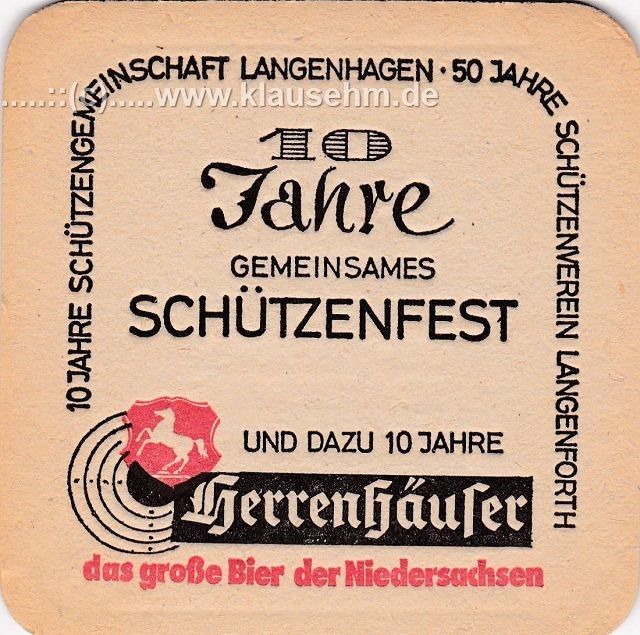 10 JAHRE SCHÜTZENGEMEINSCHAFT LANGENHAGEN · 50 JAHRE SCHÜTZENVEREIN LANGENFORTH
www.klausehm.de
10
Jahre
GEMEINSAMES
SCHÜTZENFEST
UND DAZU 10 JAHRE
Herrenhäuser
das große Bier der Niedersachsen